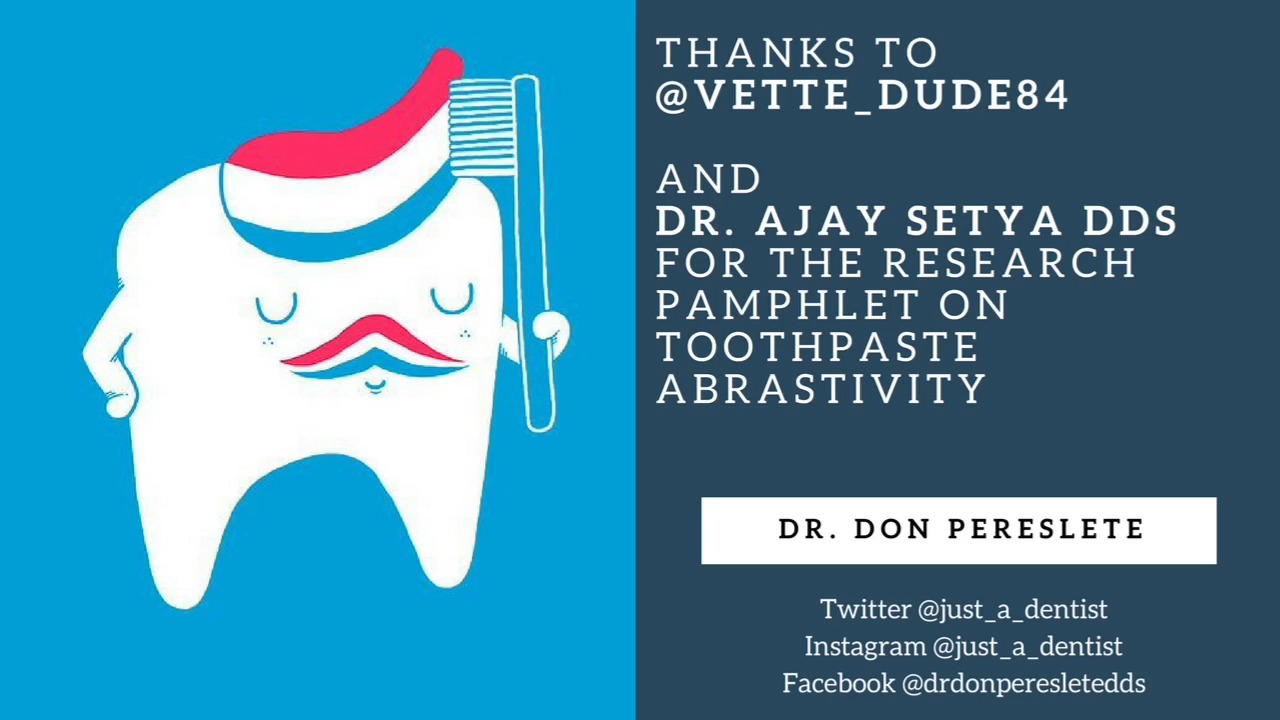 THANKS TO
@VETTE_DUDE84
AND
DR. AJAY SETYA DDS
FOR THE RESEARCH
PAMPHLET ON
TOOTHPASTE
ABRASTIVITY
DR. DON PERESLETE
Twitter @just_a_dentist
Instagram @just_a_dentist
Facebook @drdonperesletedds